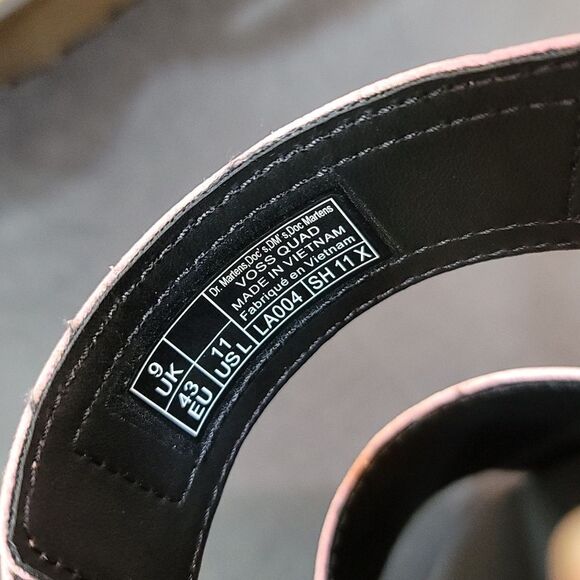 Dr. Martens,Doc' s,DM' s,Doc Martens
VOSS QUAD
MADE IN VIETNAM
Fabriqué en Vietnam
LA004 SH 11 X
9 UK
43 EU
11 US L